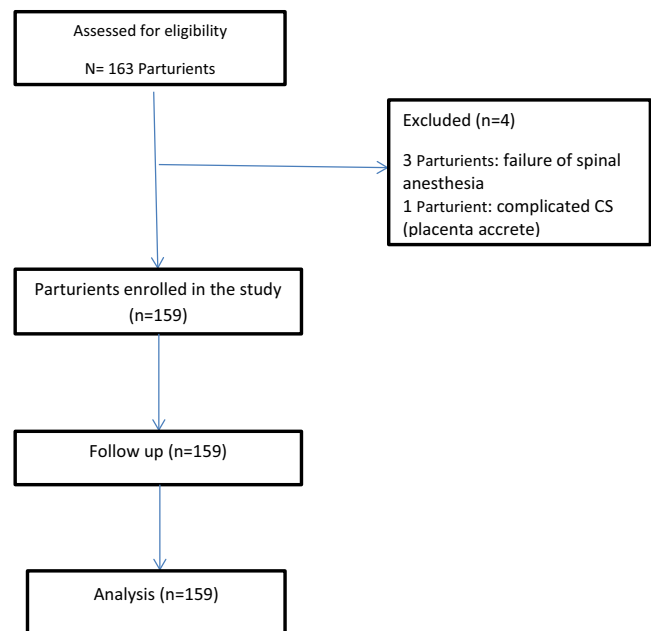 Assessed for eligibility
N= 163 Parturients
Excluded (n=4)
3 Parturients: failure of spinal
anesthesia
1 Parturient: complicated CS
(placenta accrete)
Parturients enrolled in the study
(n=159)
Follow up (n=159)
Analysis (n=159)